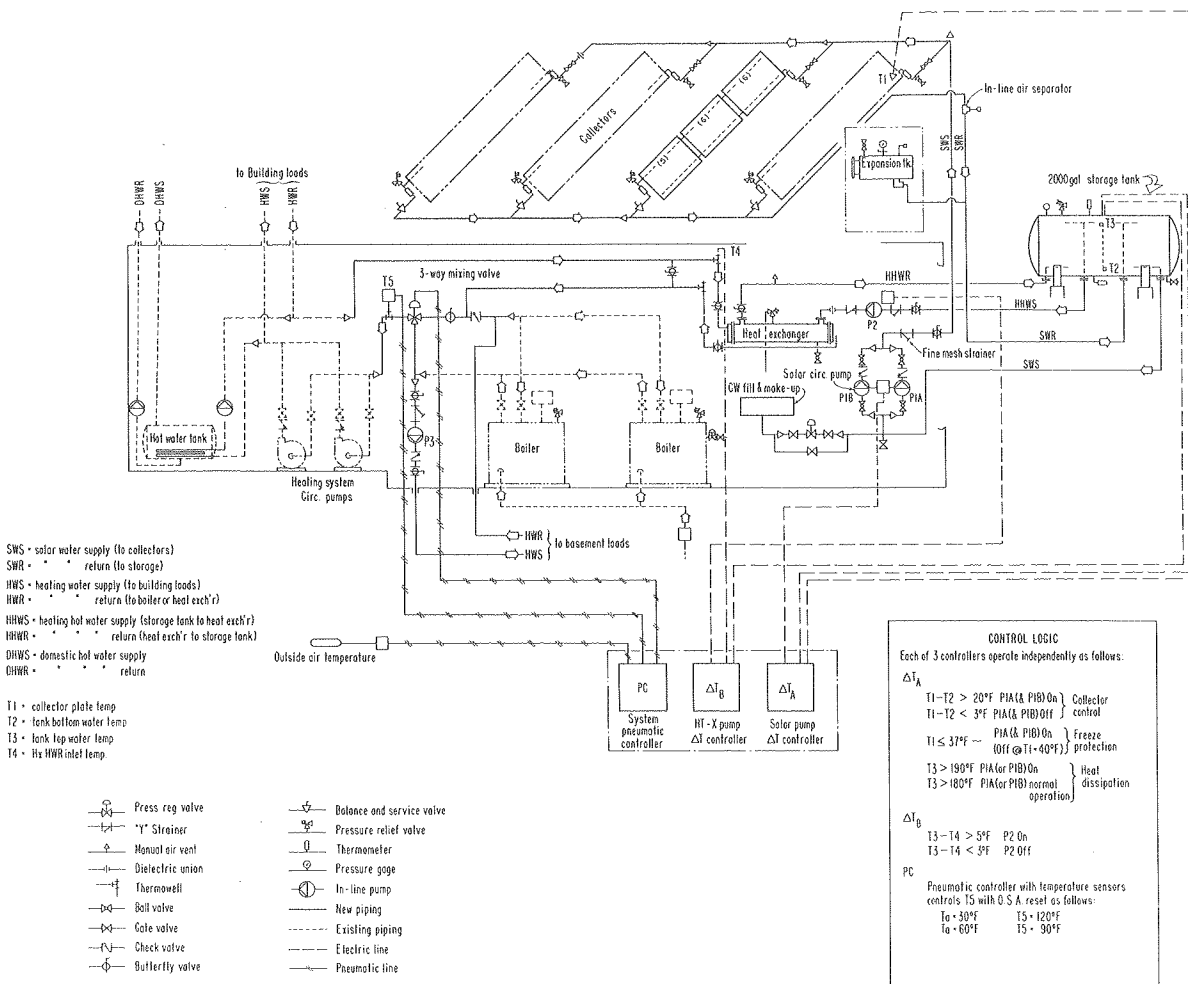 T1
In-line air separator
Collectors
(6)
(6)
(5)
SWS
SWR
Expansion tk
2000gal storage tank
to Building loads
DHWR
DHWS
HWS
HWR
T3
T2
T4
3-way mixing valve
T5
HHWR
HHWS
P2
Heat exchanger
SWR
Fine mesh strainer
SWS
Solar circ. pump
P1B
P1A
CW fill & make-up
Hot water tank
P3
Boiler
Boiler
Heating system
Circ. pumps
HWR
HWS
to basement loads
SWS = solar water supply (to collectors)
SWR = " " return (to storage)
HWS = heating water supply (to building loads)
HWR = " " return (to boiler or heat exch'r)
HHWS = heating hot water supply (storage tank to heat exch'r)
HHWR = " " " return (heat exch'r to storage tank)
DHWS = domestic hot water supply
DHWR = " " " return
T1 = collector plate temp
T2 = tank bottom water temp
T3 = tank top water temp
T4 = Hx HWR inlet temp.
Outside air temperature
PC
System
pneumatic
controller
ΔTB
HT-X pump
ΔT controller
ΔTA
Solar pump
ΔT controller
CONTROL LOGIC
Each of 3 controllers operate independently as follows:
ΔTA
T1-T2 > 20°F P1A(& P1B) On
T1-T2 < 3°F P1A(& P1B) Off
Collector
control
T1 ≤ 37°F ~ P1A(& P1B) On
(Off @ T1=40°F)
Freeze
protection
T3 > 190°F P1A(or P1B) On
T3 > 180°F P1A(or P1B) normal
operation
Heat
dissipation
ΔTB
T3-T4 > 5°F P2 On
T3-T4 < 3°F P2 Off
PC
Pneumatic controller with temperature sensors
controls T5 with O.S.A. reset as follows:
Ta = 30°F T5 = 120°F
Ta = 60°F T5 = 90°F
Press reg valve
"Y" Strainer
Manual air vent
Dielectric union
Thermowell
Ball valve
Gate valve
Check valve
Butterfly valve
Balance and service valve
Pressure relief valve
Thermometer
Pressure gage
In-line pump
New piping
Existing piping
Electric line
Pneumatic line